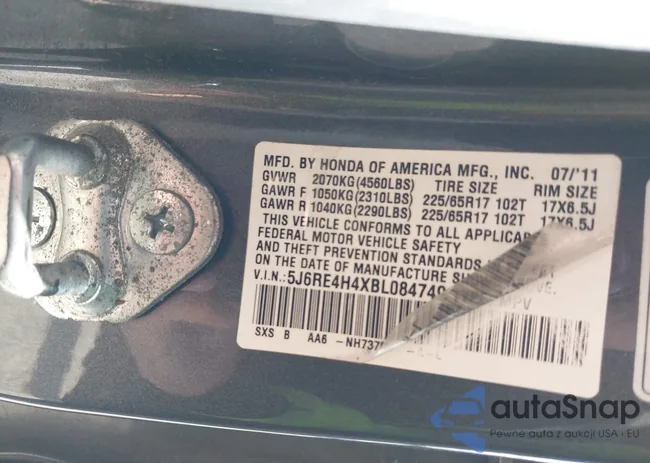 MFD. BY HONDA OF AMERICA MFG., INC. 07/'11
GVWR 2070KG(4560LBS) TIRE SIZE RIM SIZE
GAWR F 1050KG(2310LBS) 225/65R17 102T 17X6.5J
GAWR R 1040KG(2290LBS) 225/65R17 102T 17X6.5J
THIS VEHICLE CONFORMS TO ALL
FEDERAL MOTOR VEHICLE SAFETY
AND THEFT PREVENTION STANDARDS
ON THE DATE OF MANUFACTURE
V.I.N.: 5J6RE4H4XBL084749
MPV
SXS B AA6
autaSnap
Pewne auto z aukcji USA i EU